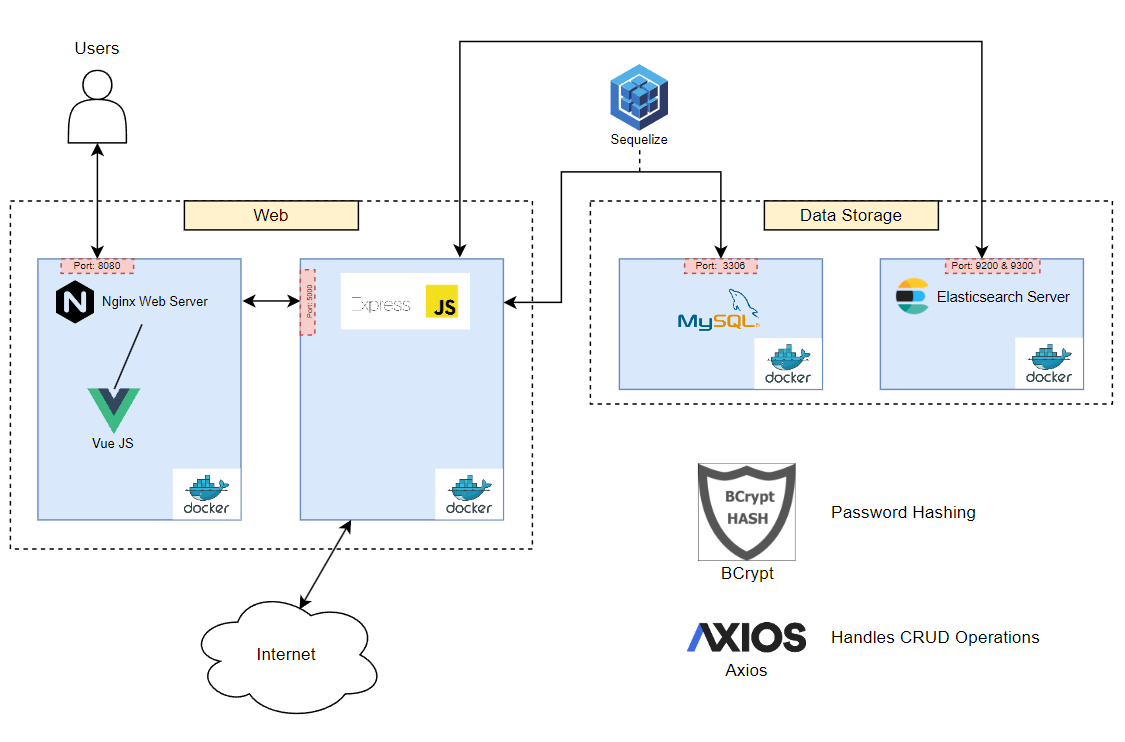 Users
Sequelize
Web
Data Storage
Port: 8080
Nginx Web Server
Vue JS
docker
Port: 5000
Express
JS
docker
Port: 3306
MySQL
docker
Port: 9200 & 9300
Elasticsearch Server
docker
Internet
BCrypt
HASH
BCrypt
Password Hashing
AXIOS
Axios
Handles CRUD Operations